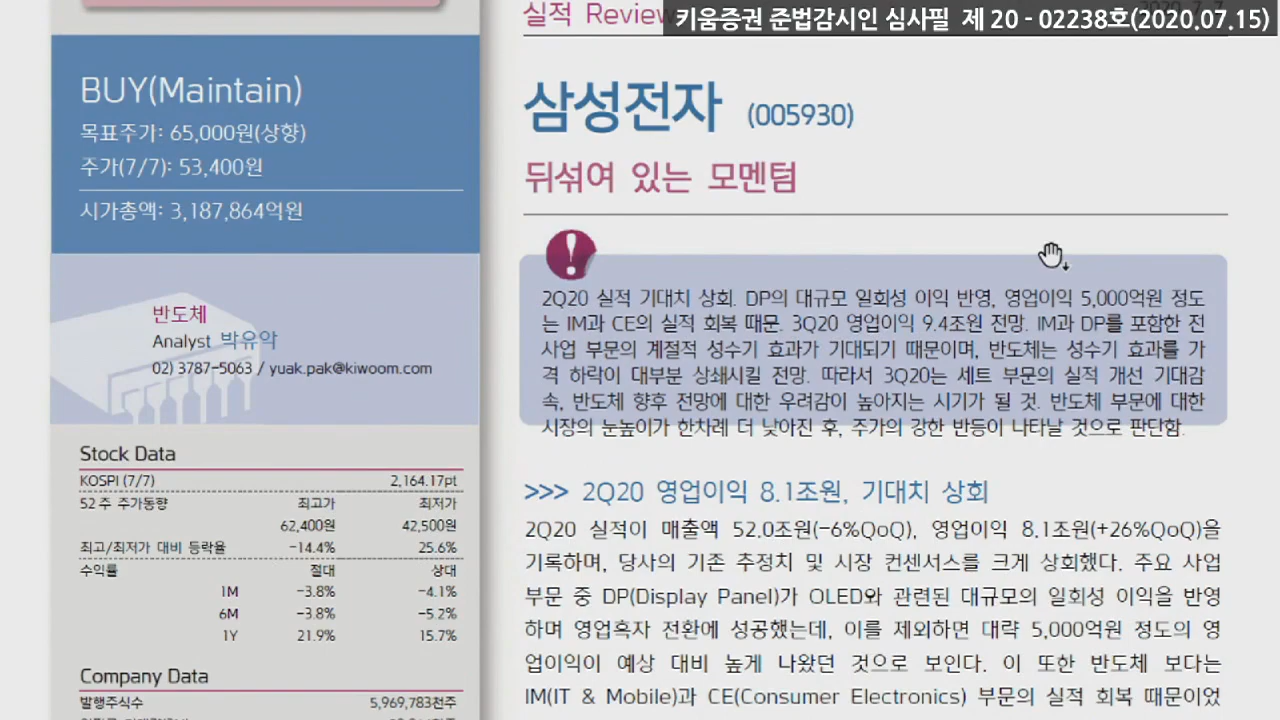 실적 Review
키움증권 준법감시인 심사필 제 20 - 02238호(2020.07.15)
BUY(Maintain)
목표주가: 65,000원(상향)
주가(7/7): 53,400원
시가총액: 3,187,864억원
반도체
Analyst 박유악
02) 3787-5063 / yuak.pak@kiwoom.com
Stock Data
KOSPI (7/7) 2,164.17pt
52주 주가동향 최고가 최저가
62,400원 42,500원
최고/최저가 대비 등락율 -14.4% 25.6%
수익률 절대 상대
1M -3.8% -4.1%
6M -3.8% -5.2%
1Y 21.9% 15.7%
Company Data
발행주식수 5,969,783천주
삼성전자 (005930)
뒤섞여 있는 모멘텀
2Q20 실적 기대치 상회. DP의 대규모 일회성 이익 반영, 영업이익 5,000억원 정도
는 IM과 CE의 실적 회복 때문. 3Q20 영업이익 9.4조원 전망. IM과 DP를 포함한 전
사업 부문의 계절적 성수기 효과가 기대되기 때문이며, 반도체는 성수기 효과를 가
격 하락이 대부분 상쇄시킬 전망. 따라서 3Q20는 세트 부문의 실적 개선 기대감
속, 반도체 향후 전망에 대한 우려감이 높아지는 시기가 될 것. 반도체 부문에 대한
시장의 눈높이가 한차례 더 낮아진 후, 주가의 강한 반등이 나타날 것으로 판단함.
>>> 2Q20 영업이익 8.1조원, 기대치 상회
2Q20 실적이 매출액 52.0조원(-6%QoQ), 영업이익 8.1조원(+26%QoQ)을
기록하며, 당사의 기존 추정치 및 시장 컨센서스를 크게 상회했다. 주요 사업
부문 중 DP(Display Panel)가 OLED와 관련된 대규모의 일회성 이익을 반영
하며 영업흑자 전환에 성공했는데, 이를 제외하면 대략 5,000억원 정도의 영
업이익이 예상 대비 높게 나왔던 것으로 보인다. 이 또한 반도체 보다는
IM(IT & Mobile)과 CE(Consumer Electronics) 부문의 실적 회복 때문이었